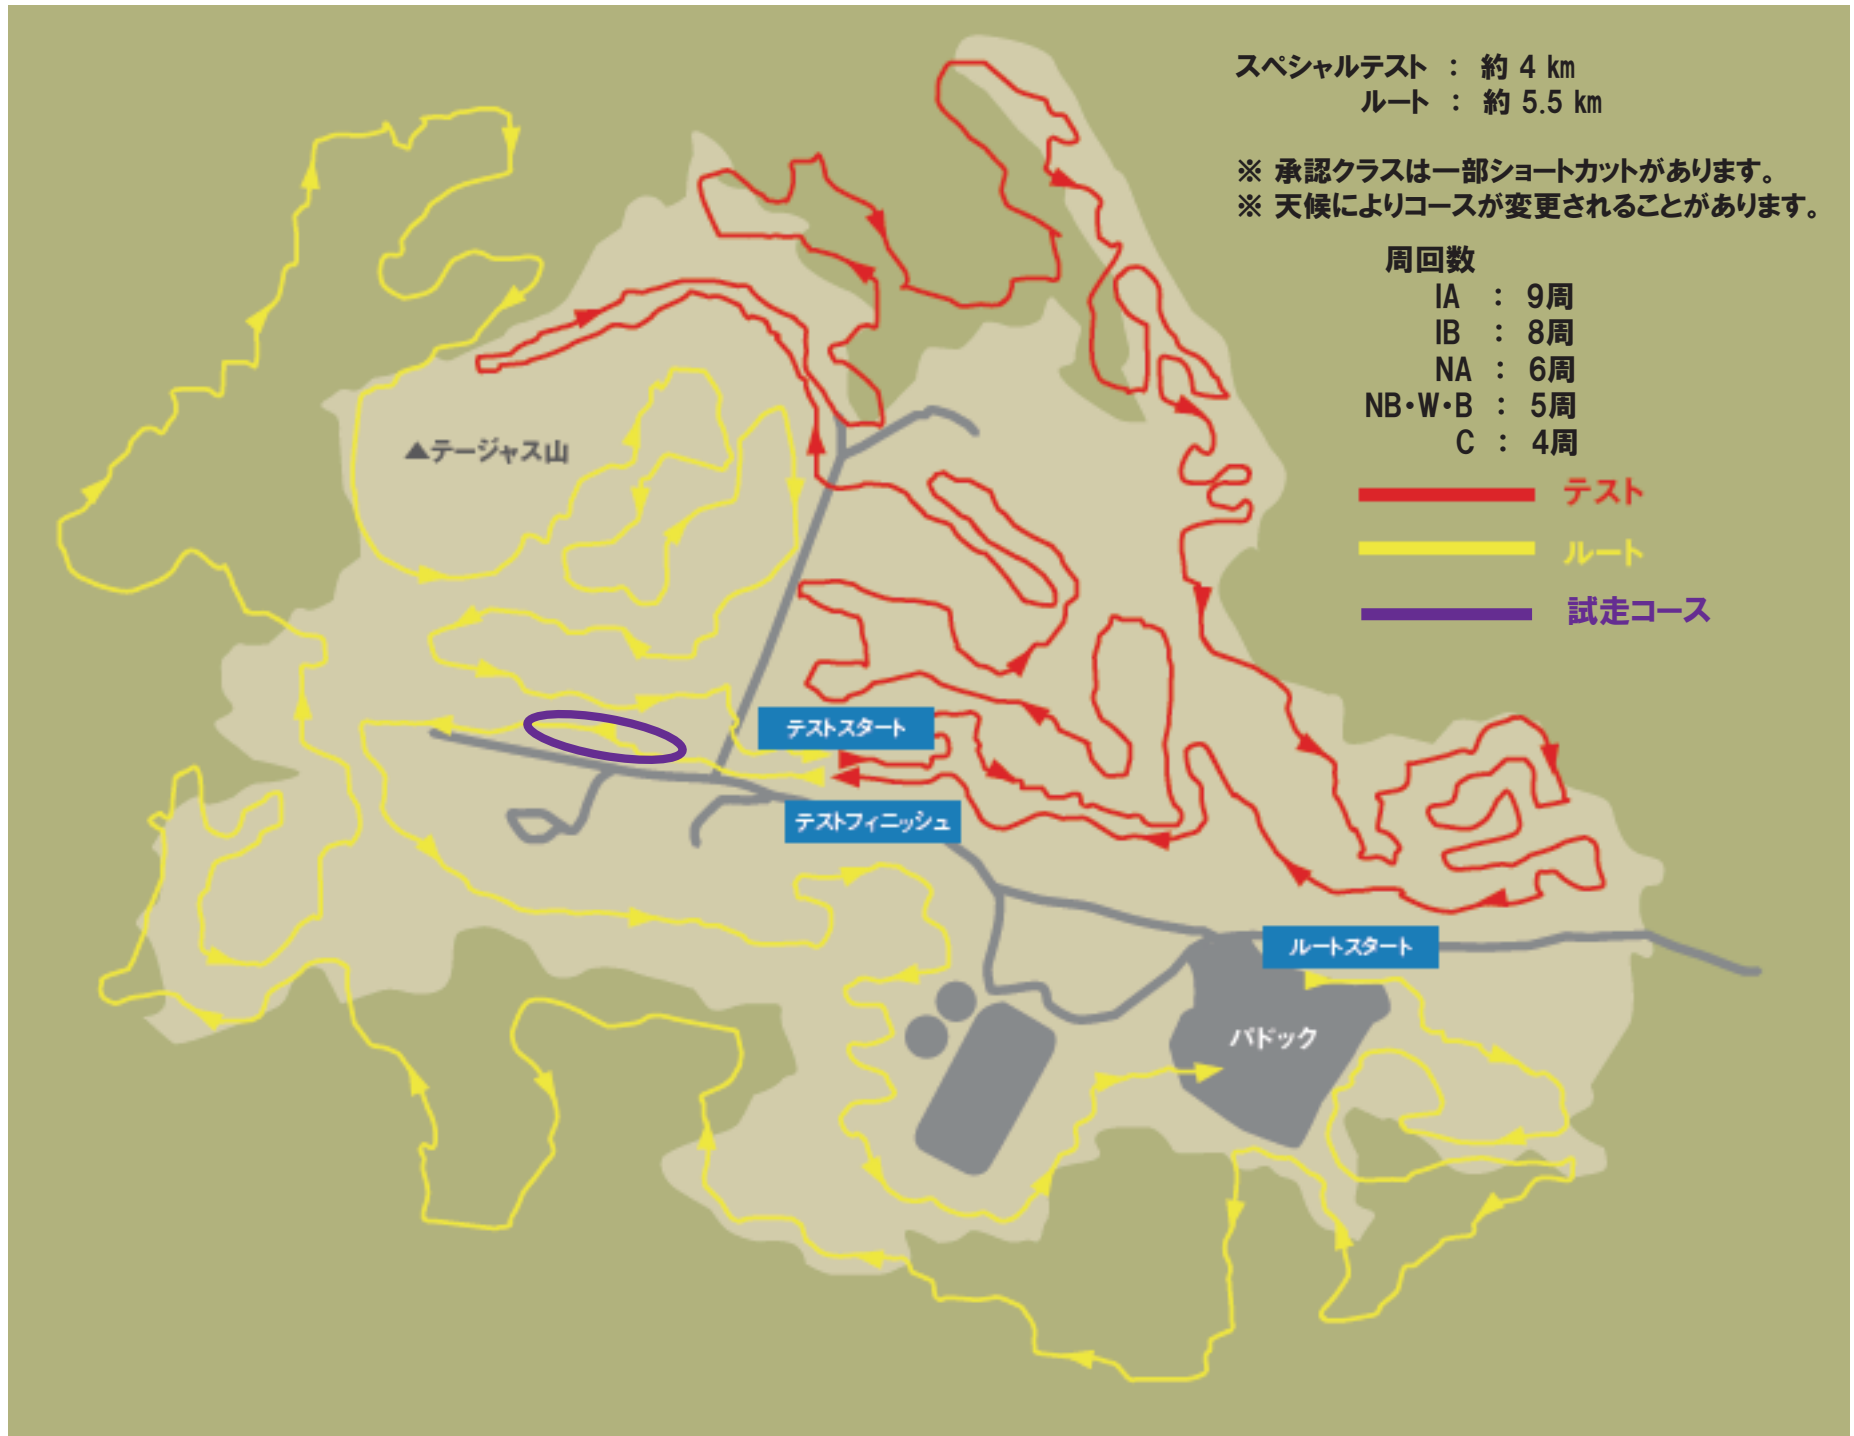 スペシャルテスト ： 約 4 ㎞
ルート ： 約 5.5 ㎞
※ 承認クラスは一部ショートカットがあります。
※ 天候によりコースが変更されることがあります。
周回数
IA ： 9周
IB ： 8周
NA ： 6周
NB・W・B ： 5周
C ： 4周
テスト
ルート
試走コース
▲テージャス山
テストスタート
テストフィニッシュ
ルートスタート
パドック